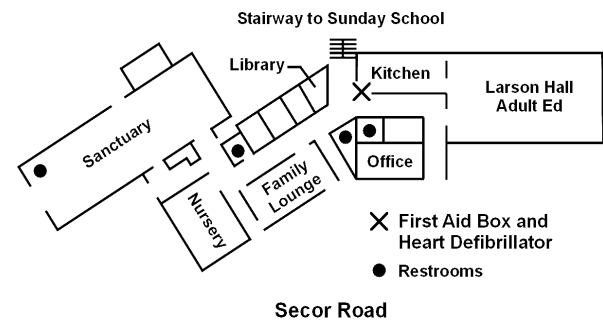 Stairway to Sunday School
Library
Kitchen
Larson Hall
Adult Ed
Sanctuary
Office
Family
Lounge
Nursery
First Aid Box and
Heart Defibrillator
Restrooms
Secor Road